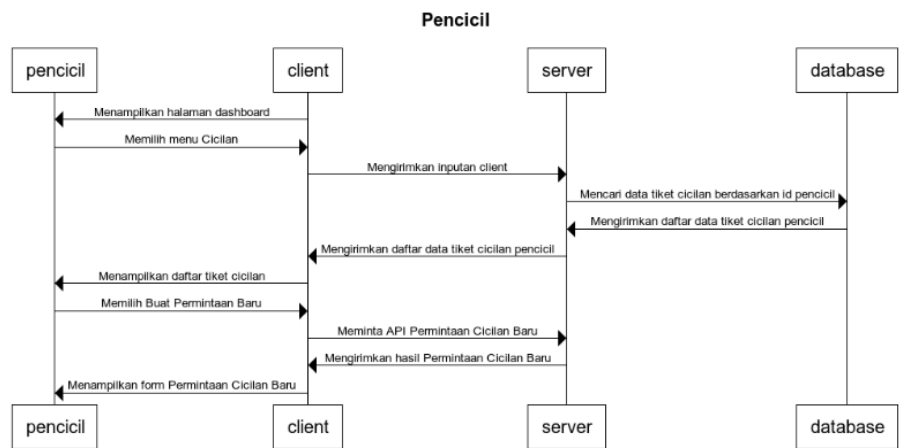 Pencicil
pencicil client server database
Menampilkan halaman dashboard
Memilih menu Cicilan
Mengirimkan inputan client
Mencari data tiket cicilan berdasarkan id pencicil
Mengirimkan daftar data tiket cicilan pencicil
Mengirimkan daftar data tiket cicilan pencicil
Menampilkan daftar tiket cicilan
Memilih Buat Permintaan Baru
Meminta API Permintaan Cicilan Baru
Mengirimkan hasil Permintaan Cicilan Baru
Menampilkan form Permintaan Cicilan Baru
pencicil client server database